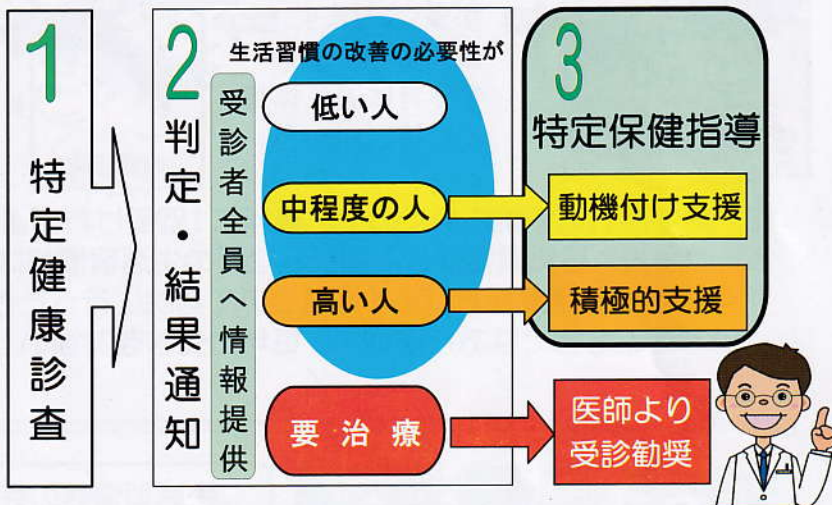 1
特定健康診査
2
判定・結果通知
受診者全員へ情報提供
生活習慣の改善の必要性が
低い人
中程度の人
高い人
要治療
3
特定保健指導
動機付け支援
積極的支援
医師より
受診勧奨